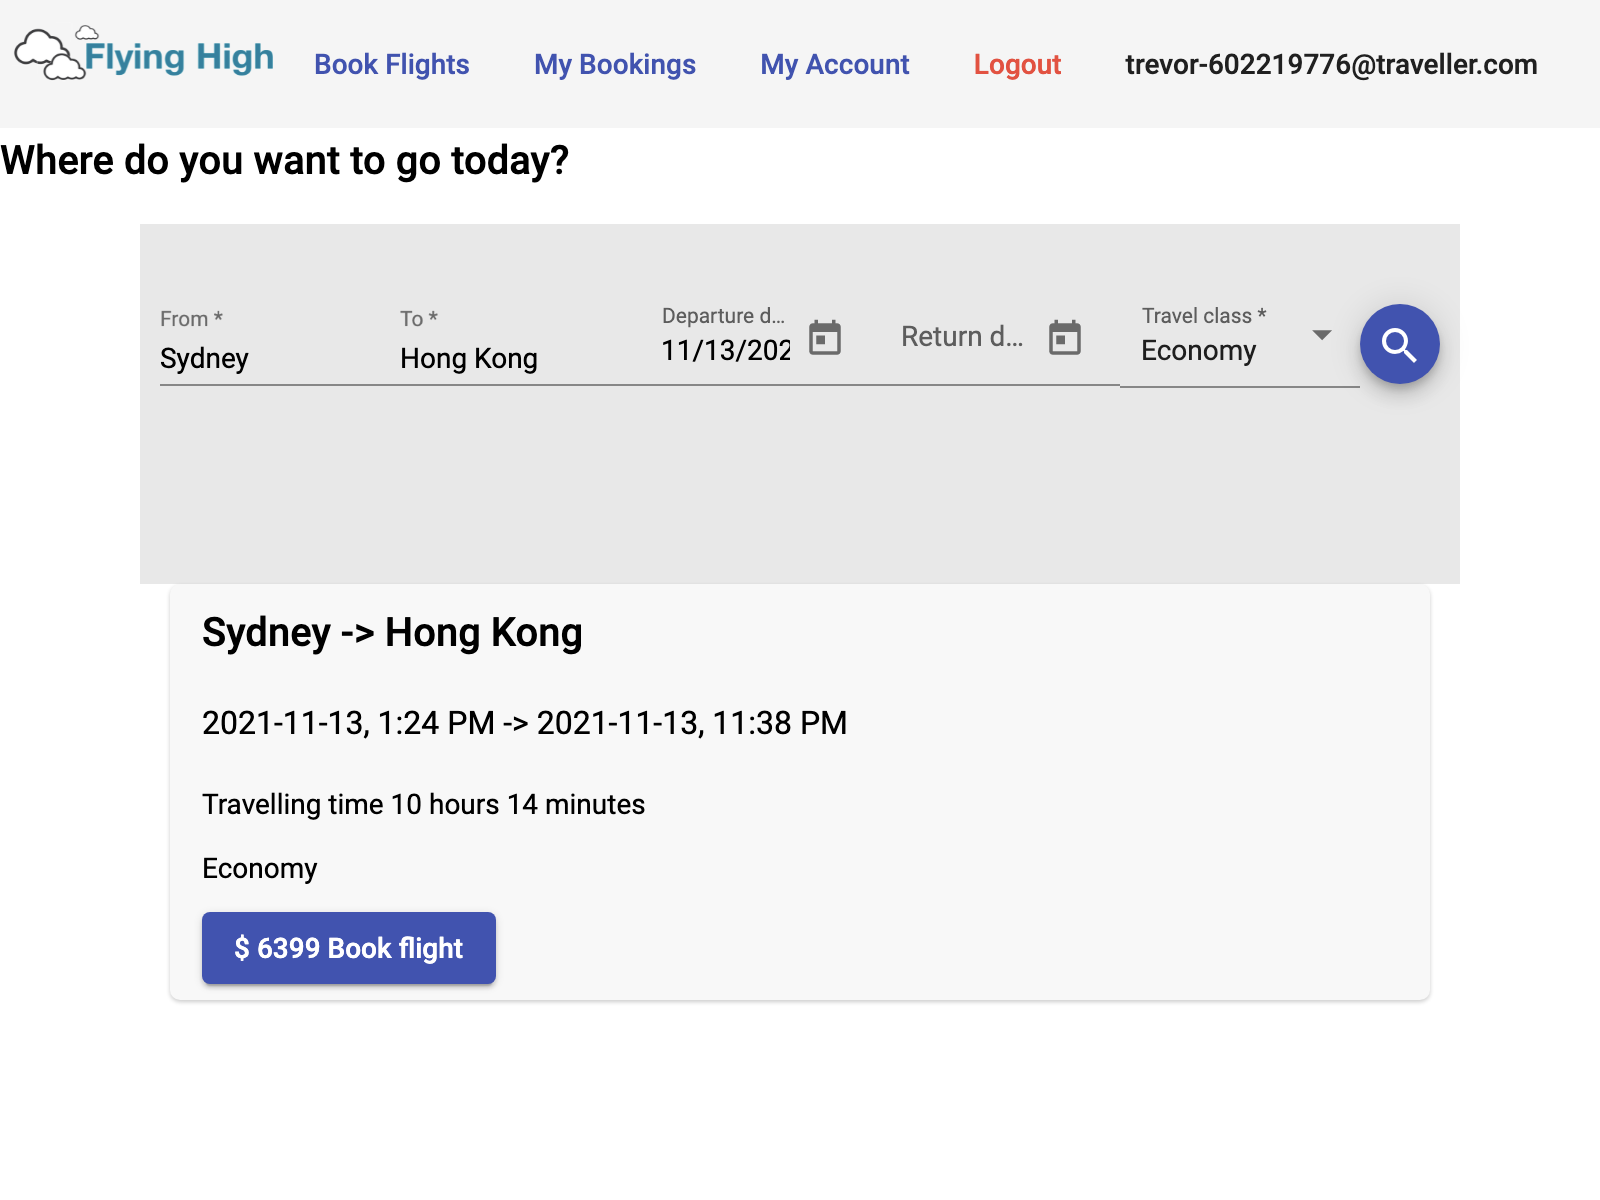 Flying High
Book Flights
My Bookings
My Account
Logout
trevor-602219776@traveller.com
Where do you want to go today?
From *
Sydney
To *
Hong Kong
Departure d...
11/13/202
Return d...
Travel class *
Economy
Sydney -> Hong Kong
2021-11-13, 1:24 PM -> 2021-11-13, 11:38 PM
Travelling time 10 hours 14 minutes
Economy
$ 6399 Book flight